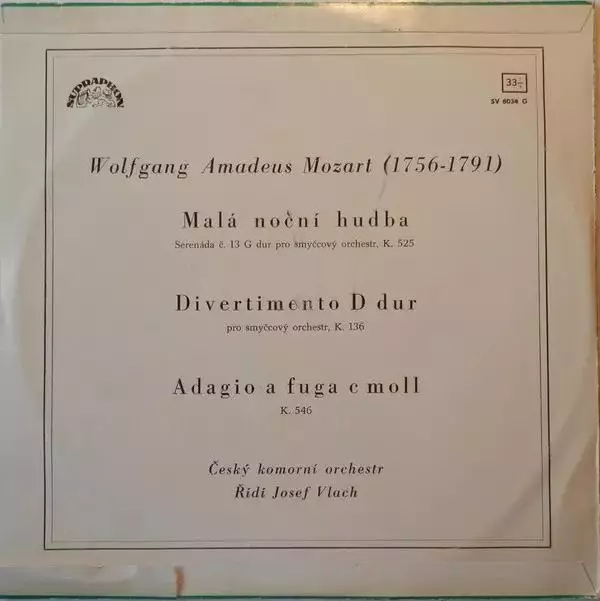 SUPRAPHON
33⅓
SV 8034 G
Wolfgang Amadeus Mozart (1756-1791)
Malá noční hudba
Serenáda č. 13 G dur pro smyčcový orchestr, K. 525
Divertimento D dur
pro smyčcový orchestr, K. 136
Adagio a fuga c moll
K. 546
Český komorní orchestr
Řídí Josef Vlach